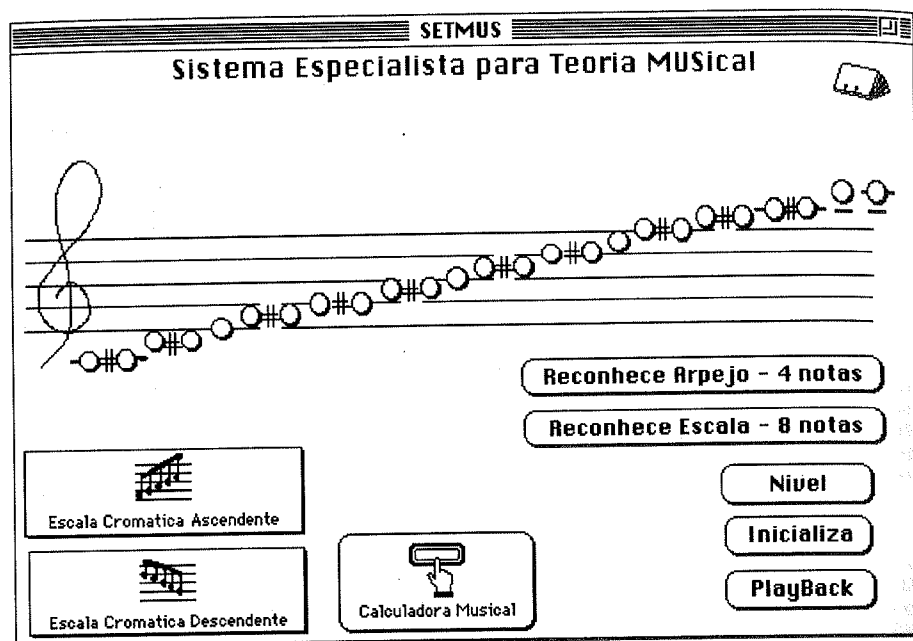 SETMUS
Sistema Especialista para Teoria MUSical
Reconhece Arpejo - 4 notas
Reconhece Escala - 8 notas
Nivel
Escala Cromatica Ascendente
Inicializa
PlayBack
Calculadora Musical
Escala Cromatica Descendente